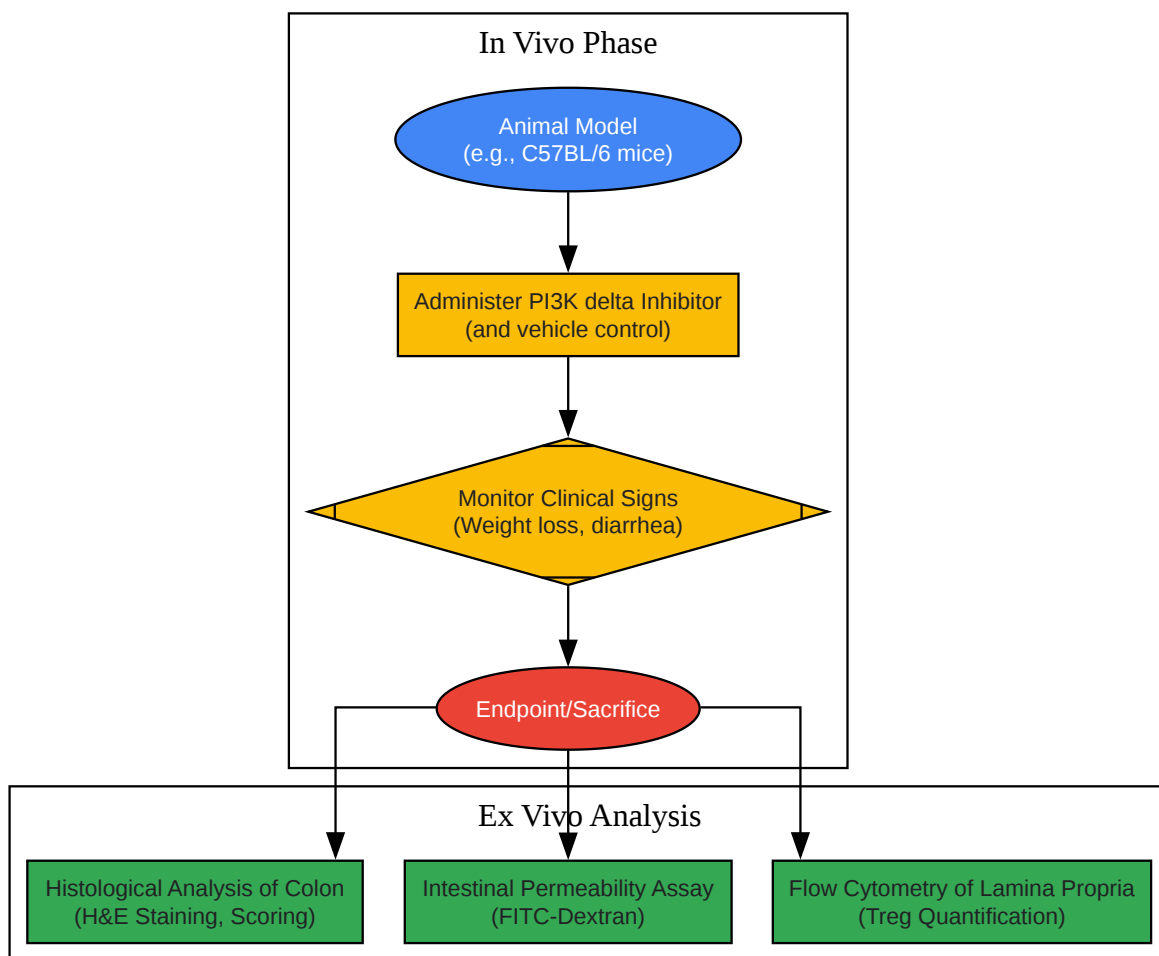 In Vivo Phase
Animal Model
(e.g., C57BL/6 mice)
Administer PI3K delta Inhibitor
(and vehicle control)
Monitor Clinical Signs
(Weight loss, diarrhea)
Endpoint/Sacrifice
Ex Vivo Analysis
Histological Analysis of Colon
(H&E Staining, Scoring)
Intestinal Permeability Assay
(FITC-Dextran)
Flow Cytometry of Lamina Propria
(Treg Quantification)